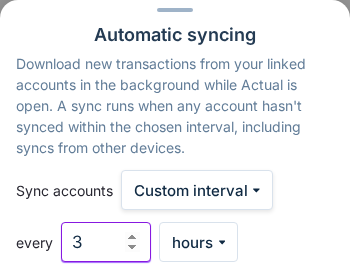 Automatic syncing
Download new transactions from your linked
accounts in the background while Actual is
open. A sync runs when any account hasn't
synced within the chosen interval, including
syncs from other devices.
Sync accounts Custom interval
every 3 hours